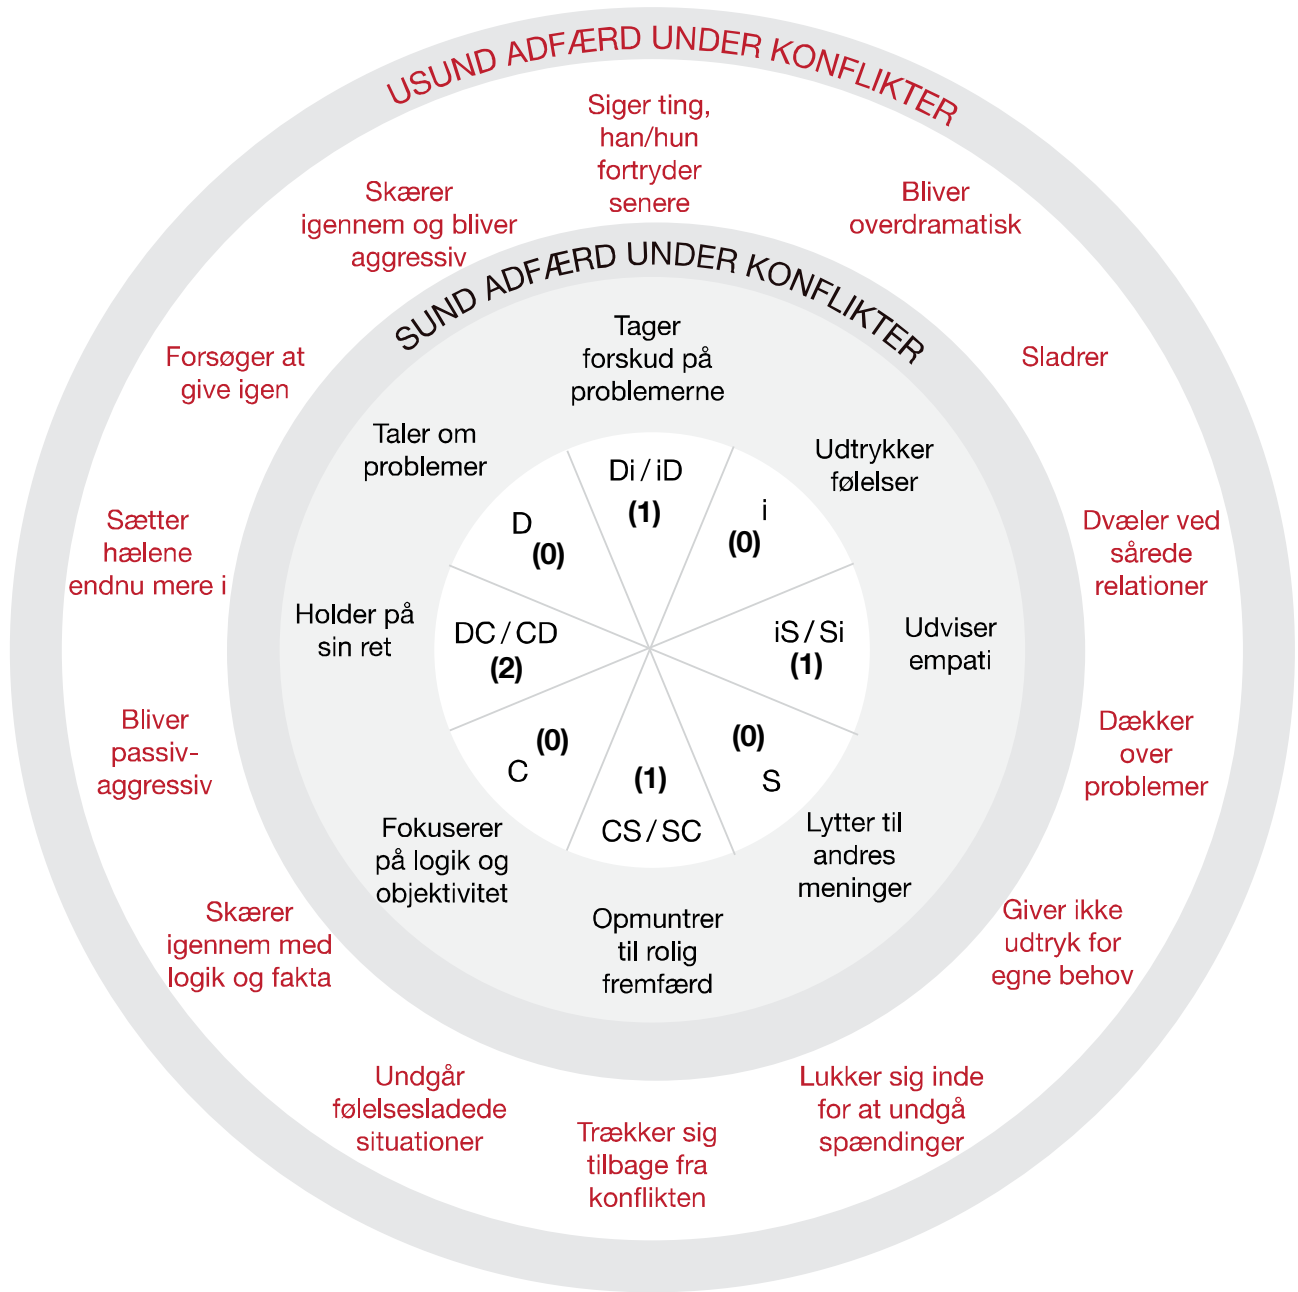 USUND ADFÆRD UNDER KONFLIKTER
Siger ting,
han/hun
fortryder
senere
Bliver
overdramatisk
Sladrer
Dvæler ved
sårede
relationer
Dækker
over
problemer
Giver ikke
udtryk for
egne behov
Lukker sig inde
for at undgå
spændinger
Trækker sig
tilbage fra
konflikten
Undgår
følelsesladede
situationer
Skærer
igennem med
logik og fakta
Bliver
passiv-
aggressiv
Sætter
hælene
endnu mere i
Forsøger at
give igen
Skærer
igennem og bliver
aggressiv
SUND ADFÆRD UNDER KONFLIKTER
Tager
forskud på
problemerne
Udtrykker
følelser
Udviser
empati
Lytter til
andres
meninger
Opmuntrer
til rolig
fremfærd
Fokuserer
på logik og
objektivitet
Holder på
sin ret
Taler om
problemer
Di / iD
(1)
i
(0)
iS / Si
(1)
(0)
S
(1)
CS / SC
(0)
C
DC / CD
(2)
D
(0)